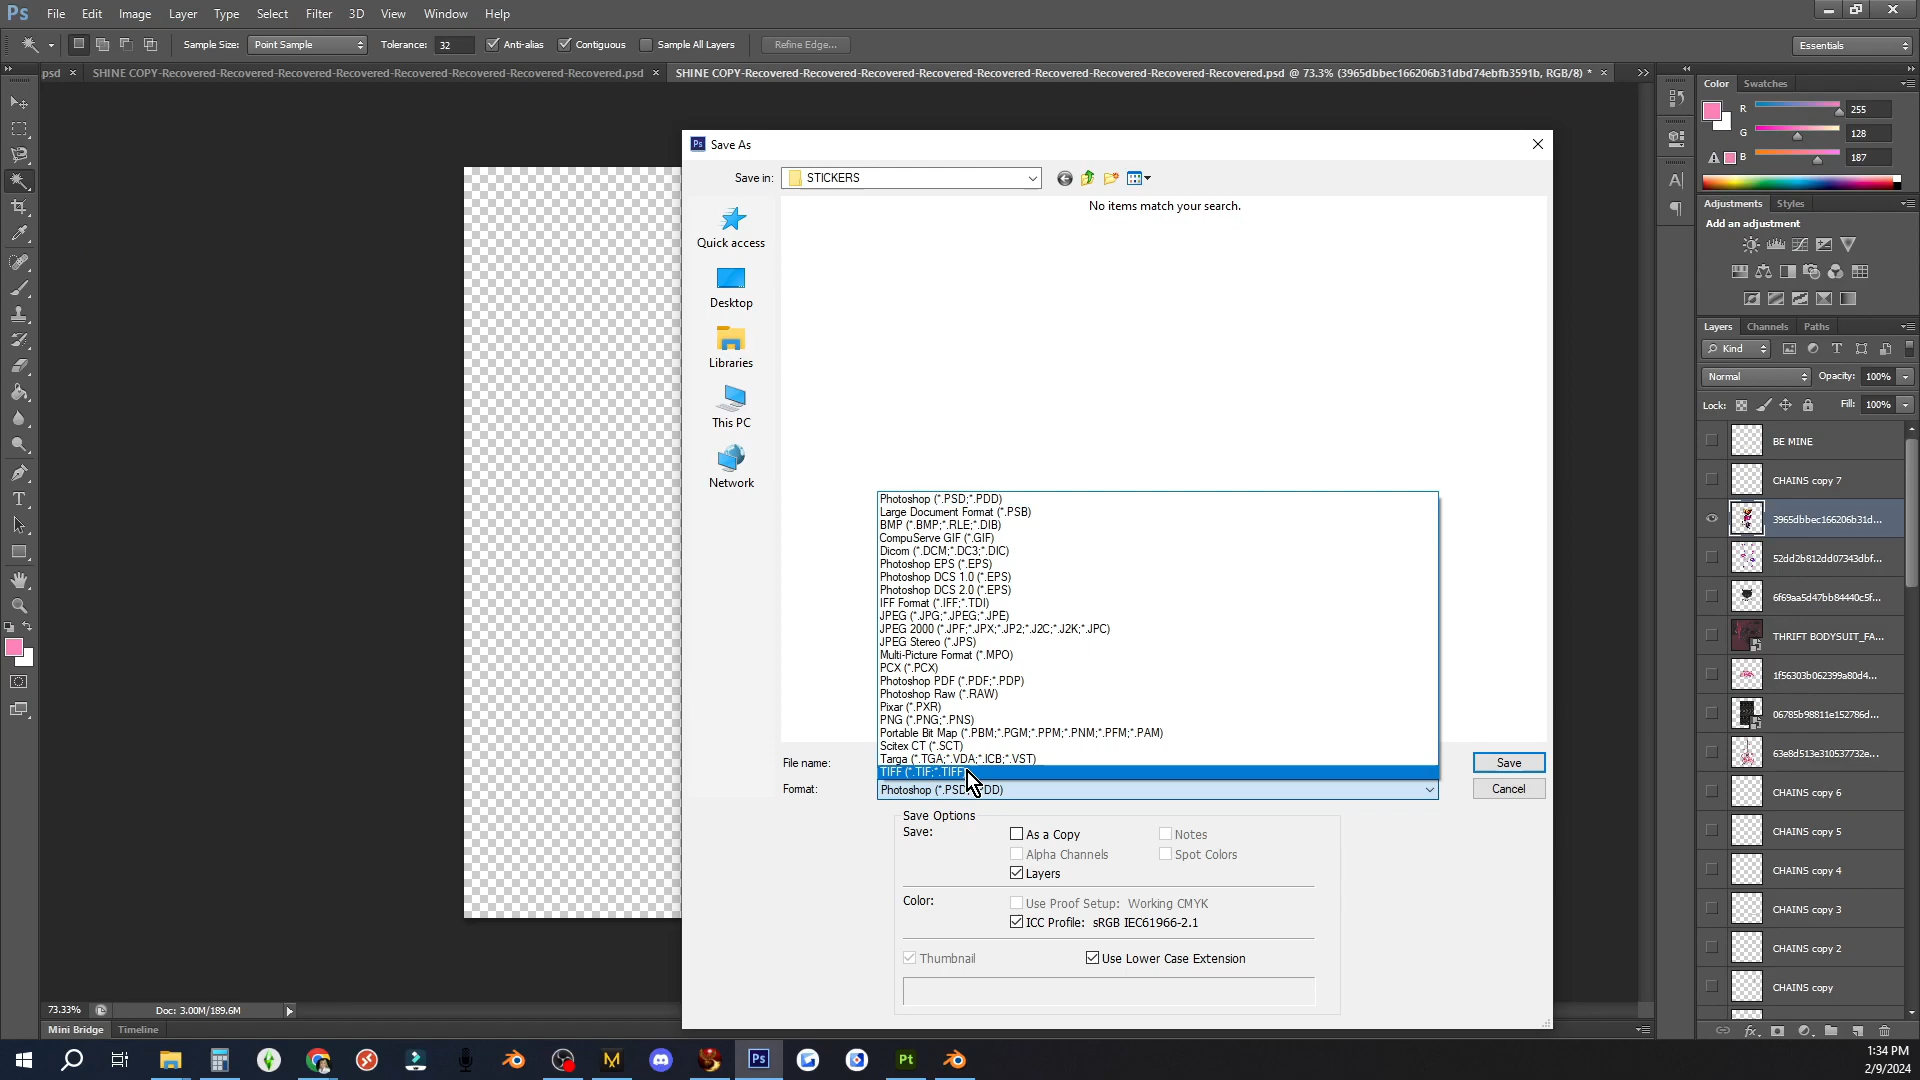 Ps File Edit Image Layer Type Select Filter 3D View Window Help
Sample Size: Point Sample Tolerance: 32 Anti-alias Contiguous Sample All Layers Refine Edge... Essentials
psd × SHINE COPY-Recovered-Recovered-Recovered-Recovered-Recovered-Recovered-Recovered-Recovered.psd × SHINE COPY-Recovered-Recovered-Recovered-Recovered-Recovered-Recovered-Recovered-Recovered-Recovered.psd @ 73.3% (3965dbbec166206b31dbd74ebfb3591b, RGB/8) * ×
Color Swatches
R 255
G 128
B 187
Adjustments Styles
Add an adjustment
Layers Channels Paths
Kind
Normal Opacity: 100%
Lock: Fill: 100%
BE MINE
CHAINS copy 7
3965dbbec166206b31d...
52dd2b812dd07343dbf...
6f69aa5d47bb84440c5f...
THRIFT BODYSUIT_FA...
1f56303b062399a80d4...
06785b98811e152786d...
63e8d513e310537732e...
CHAINS copy 6
CHAINS copy 5
CHAINS copy 4
CHAINS copy 3
CHAINS copy 2
CHAINS copy
Ps Save As
Save in: STICKERS
No items match your search.
Quick access
Desktop
Libraries
This PC
Network
Photoshop (*.PSD;*.PDD)
Large Document Format (*.PSB)
BMP (*.BMP;*.RLE;*.DIB)
CompuServe GIF (*.GIF)
Dicom (*.DCM;*.DC3;*.DIC)
Photoshop EPS (*.EPS)
Photoshop DCS 1.0 (*.EPS)
Photoshop DCS 2.0 (*.EPS)
IFF Format (*.IFF;*.TDI)
JPEG (*.JPG;*.JPEG;*.JPE)
JPEG 2000 (*.JPF;*.JPX;*.JP2;*.J2C;*.J2K;*.JPC)
JPEG Stereo (*.JPS)
Multi-Picture Format (*.MPO)
PCX (*.PCX)
Photoshop PDF (*.PDF;*.PDP)
Photoshop Raw (*.RAW)
Pixar (*.PXR)
PNG (*.PNG;*.PNS)
Portable Bit Map (*.PBM;*.PGM;*.PPM;*.PNM;*.PFM;*.PAM)
Scitex CT (*.SCT)
Targa (*.TGA;*.VDA;*.ICB;*.VST)
TIFF (*.TIF;*.TIFF)
File name: Save
Format: Photoshop (*.PSD;*.PDD) Cancel
Save Options
Save: As a Copy Notes
Alpha Channels Spot Colors
Layers
Color: Use Proof Setup: Working CMYK
ICC Profile: sRGB IEC61966-2.1
Thumbnail Use Lower Case Extension
73.33% Doc: 3.00M/189.6M
Mini Bridge Timeline
Ps Pt
1:34 PM
2/9/2024